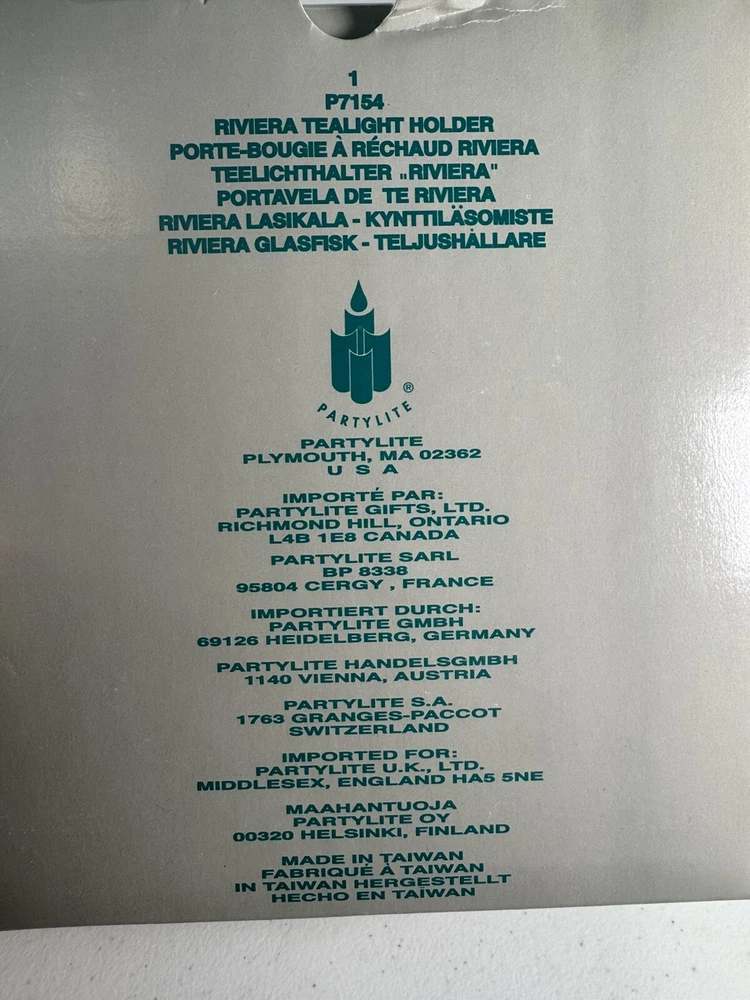 1
P7154
RIVIERA TEALIGHT HOLDER
PORTE-BOUGIE À RÉCHAUD RIVIERA
TEELICHTHALTER „RIVIERA"
PORTAVELA DE TE RIVIERA
RIVIERA LASIKALA - KYNTTILÄSOMISTE
RIVIERA GLASFISK - TELJUSHÅLLARE
PARTYLITE®
PARTYLITE
PLYMOUTH, MA 02362
U S A
IMPORTÉ PAR:
PARTYLITE GIFTS, LTD.
RICHMOND HILL, ONTARIO
L4B 1E8 CANADA
PARTYLITE SARL
BP 8338
95804 CERGY , FRANCE
IMPORTIERT DURCH:
PARTYLITE GMBH
69126 HEIDELBERG, GERMANY
PARTYLITE HANDELSGMBH
1140 VIENNA, AUSTRIA
PARTYLITE S.A.
1763 GRANGES-PACCOT
SWITZERLAND
IMPORTED FOR:
PARTYLITE U.K., LTD.
MIDDLESEX, ENGLAND HA5 5NE
MAAHANTUOJA
PARTYLITE OY
00320 HELSINKI, FINLAND
MADE IN TAIWAN
FABRIQUÉ À TAIWAN
IN TAIWAN HERGESTELLT
HECHO EN TAÏWAN